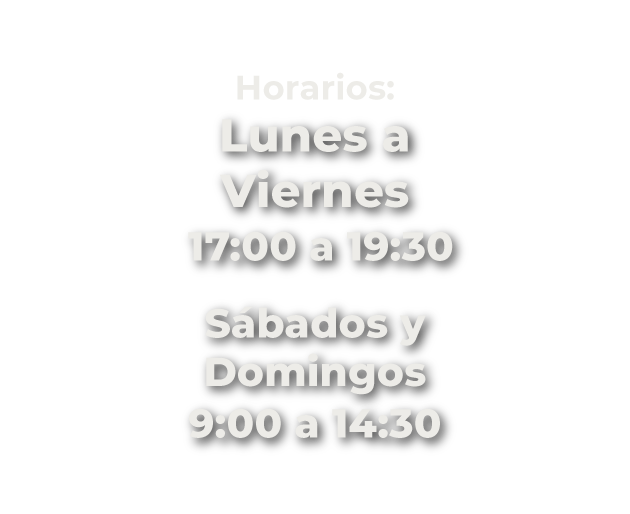 Horarios:
Lunes a
Viernes
17:00 a 19:30
Sábados y
Domingos
9:00 a 14:30